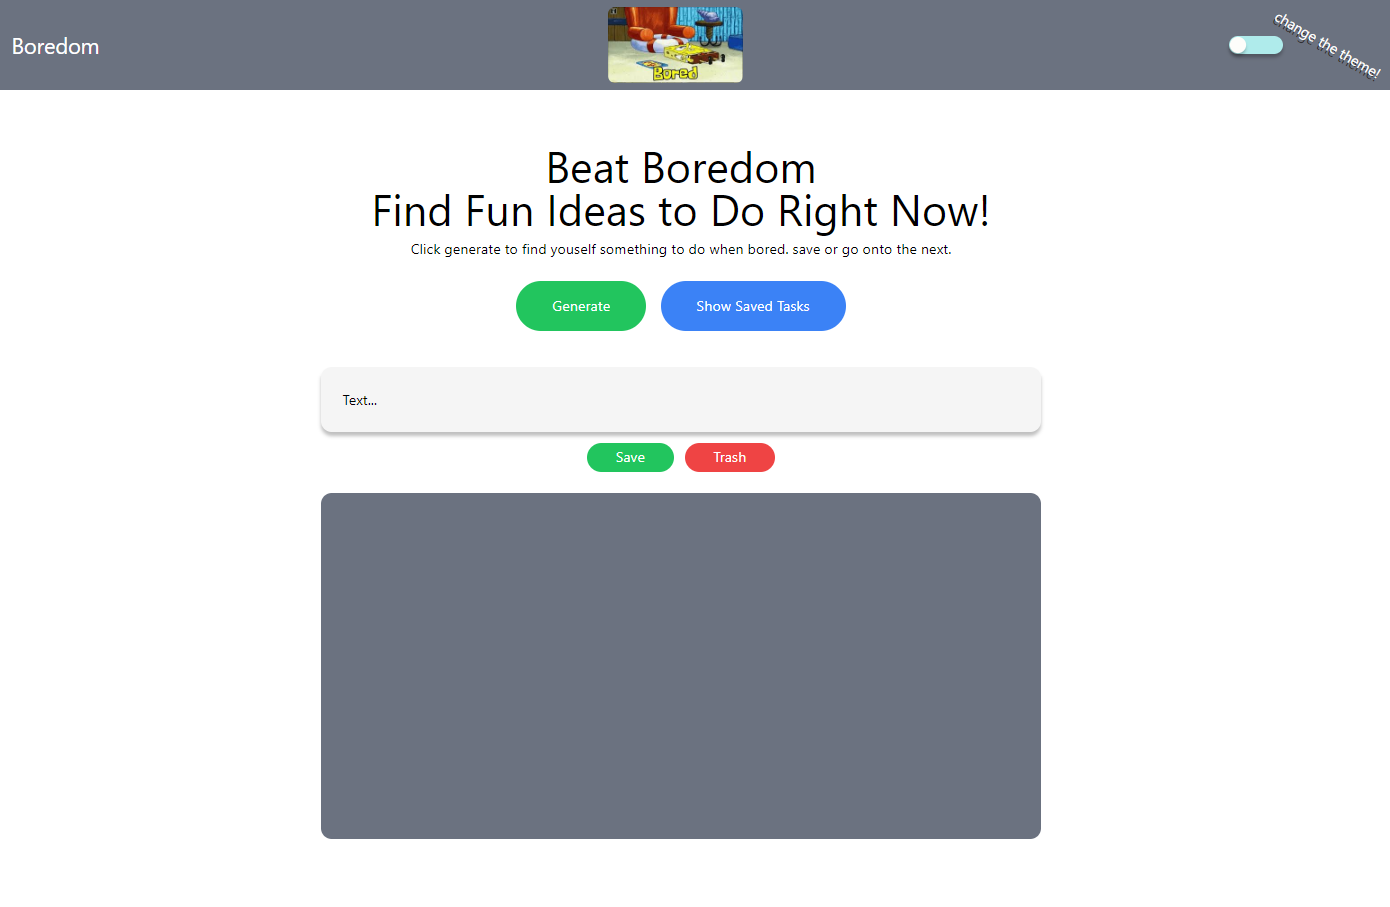 Boredom
Bored
change the theme!
Beat Boredom
Find Fun Ideas to Do Right Now!
Click generate to find youself something to do when bored. save or go onto the next.
Generate
Show Saved Tasks
Text...
Save
Trash